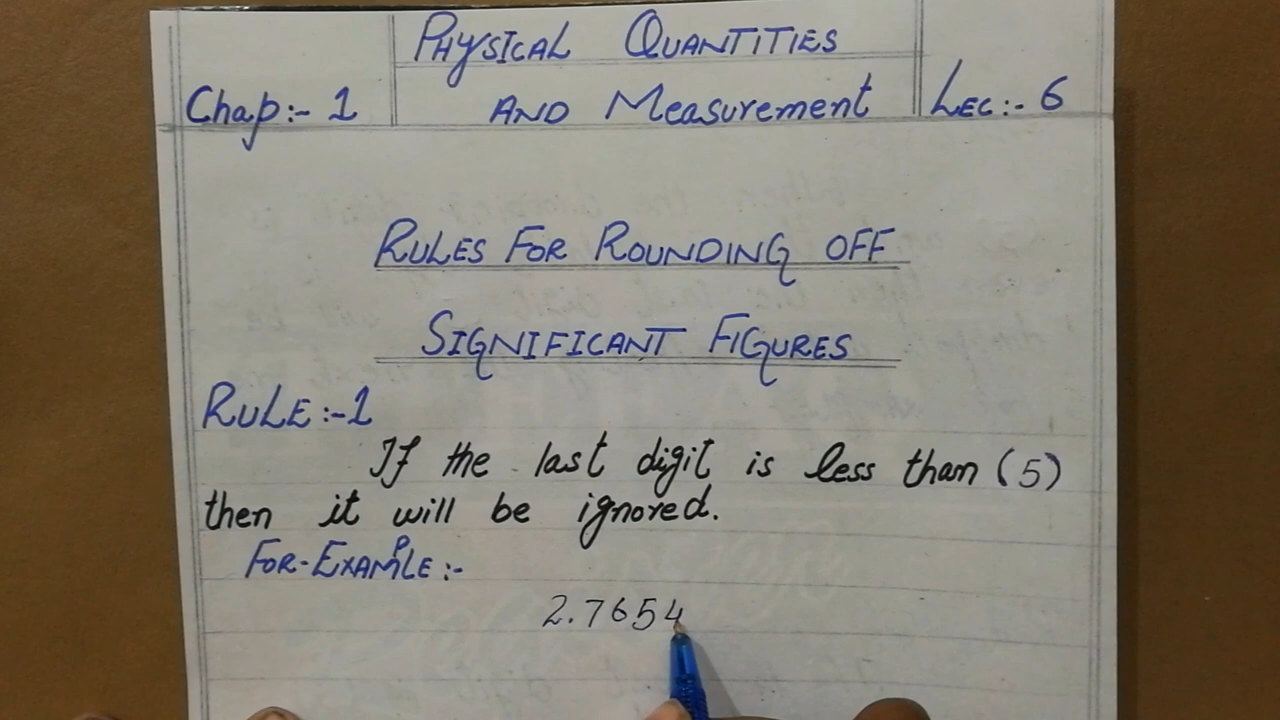 PHYSICAL QUANTITIES
Chap:- 1 AND Measurement LEC:- 6
RULES FOR ROUNDING OFF
SIGNIFICANT FIGURES
RULE:-1
If the last digit is less than (5)
then it will be ignored.
FOR-EXAMPLE:-
2.7654